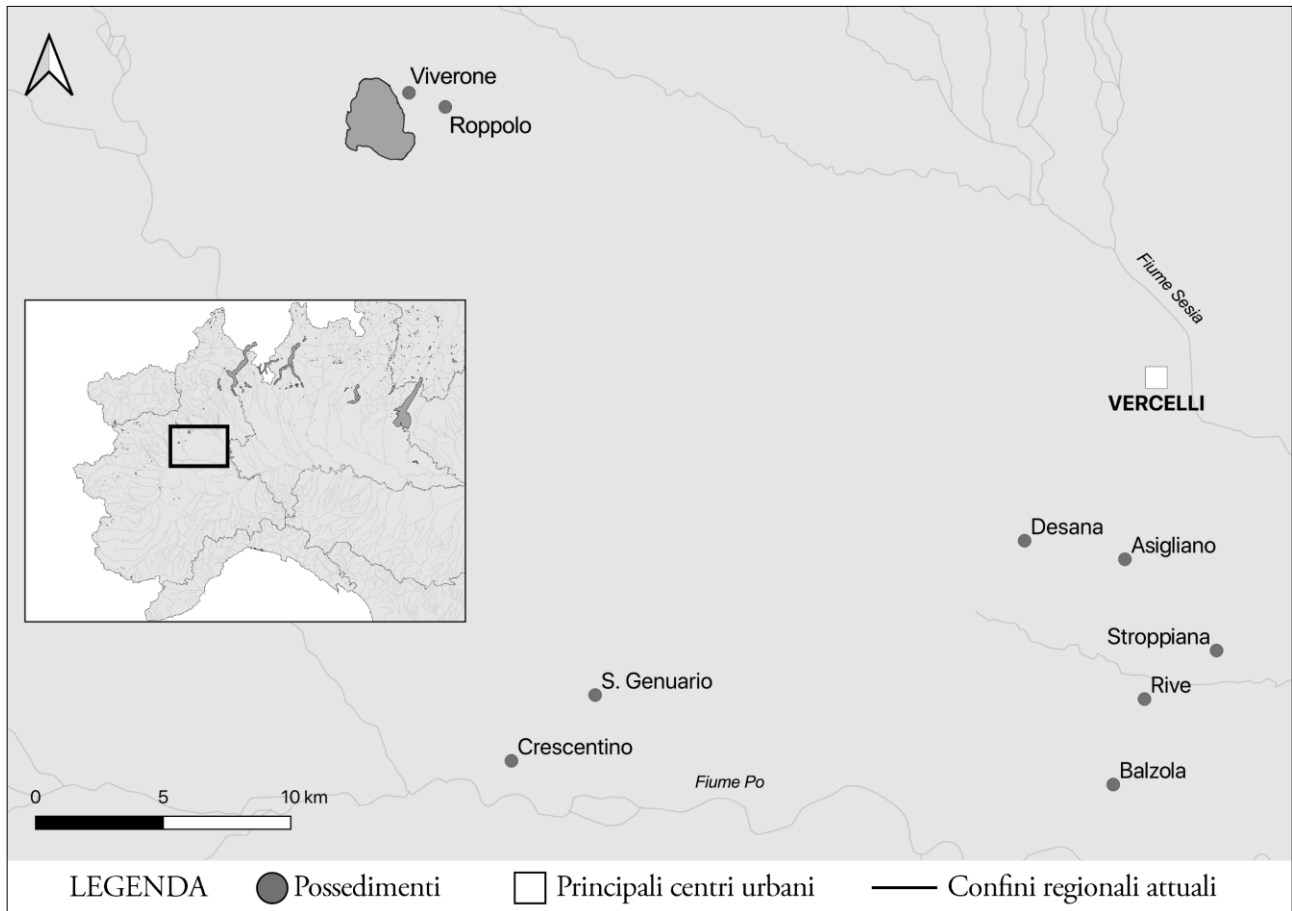 Viverone
Roppolo
Fiume Sesia
VERCELLI
Desana
Asigliano
Stroppiana
S. Genuario
Rive
Crescentino
Fiume Po
Balzola
0 5 10 km
LEGENDA Possedimenti Principali centri urbani Confini regionali attuali